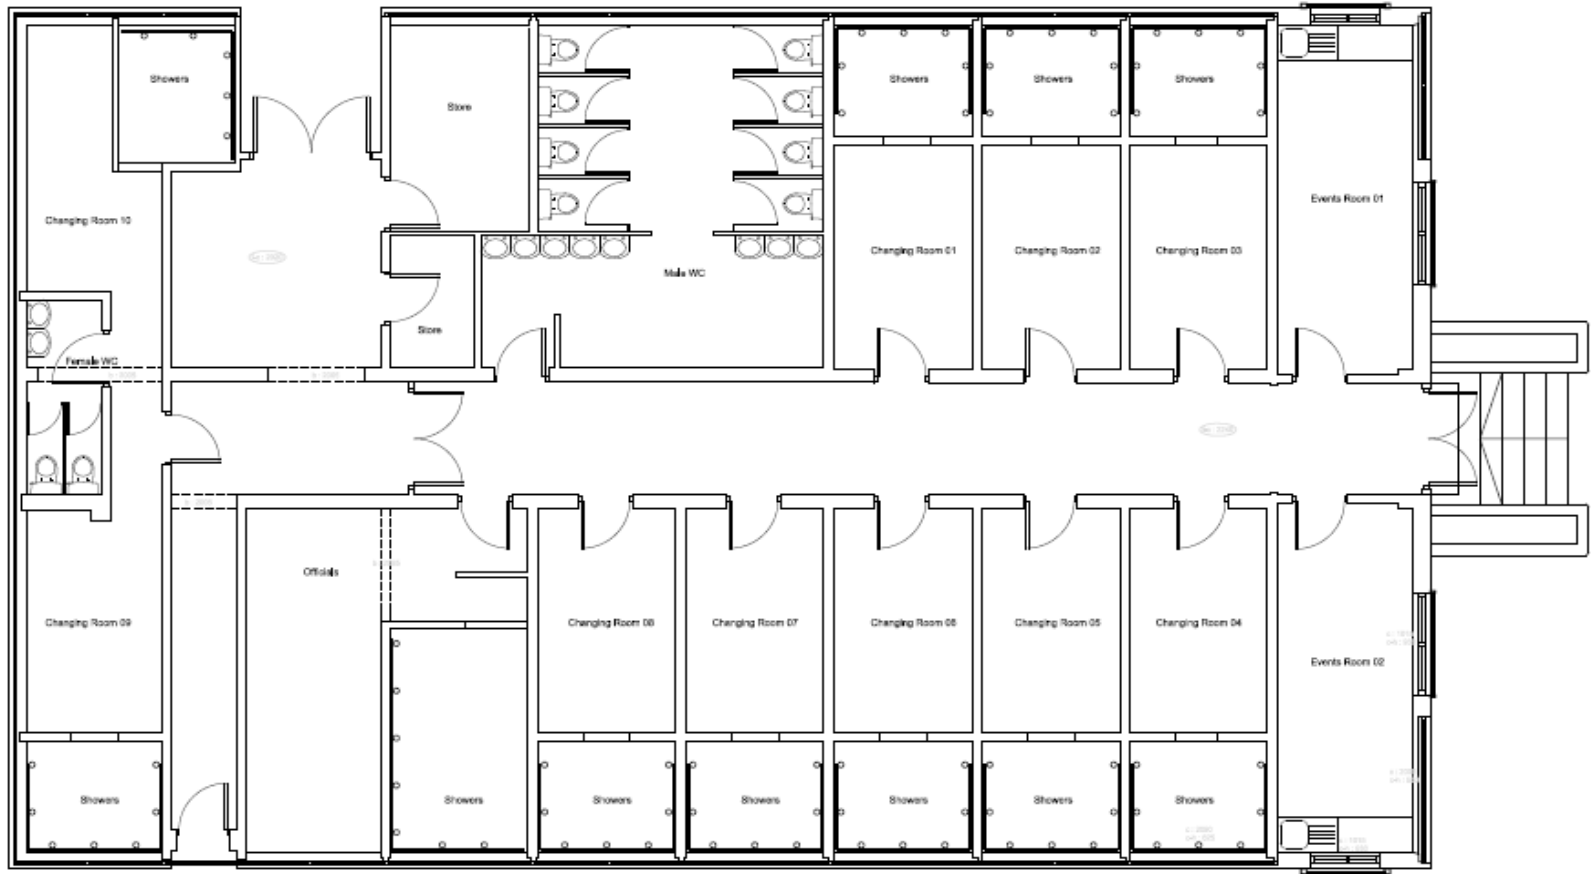 Showers
Store
Showers
Showers
Showers
Events Room 01
Changing Room 10
Changing Room 01
Changing Room 02
Changing Room 03
Male WC
Store
Female WC
Officials
Changing Room 09
Changing Room 08
Changing Room 07
Changing Room 06
Changing Room 05
Changing Room 04
Events Room 02
Showers
Showers
Showers
Showers
Showers
Showers
Showers